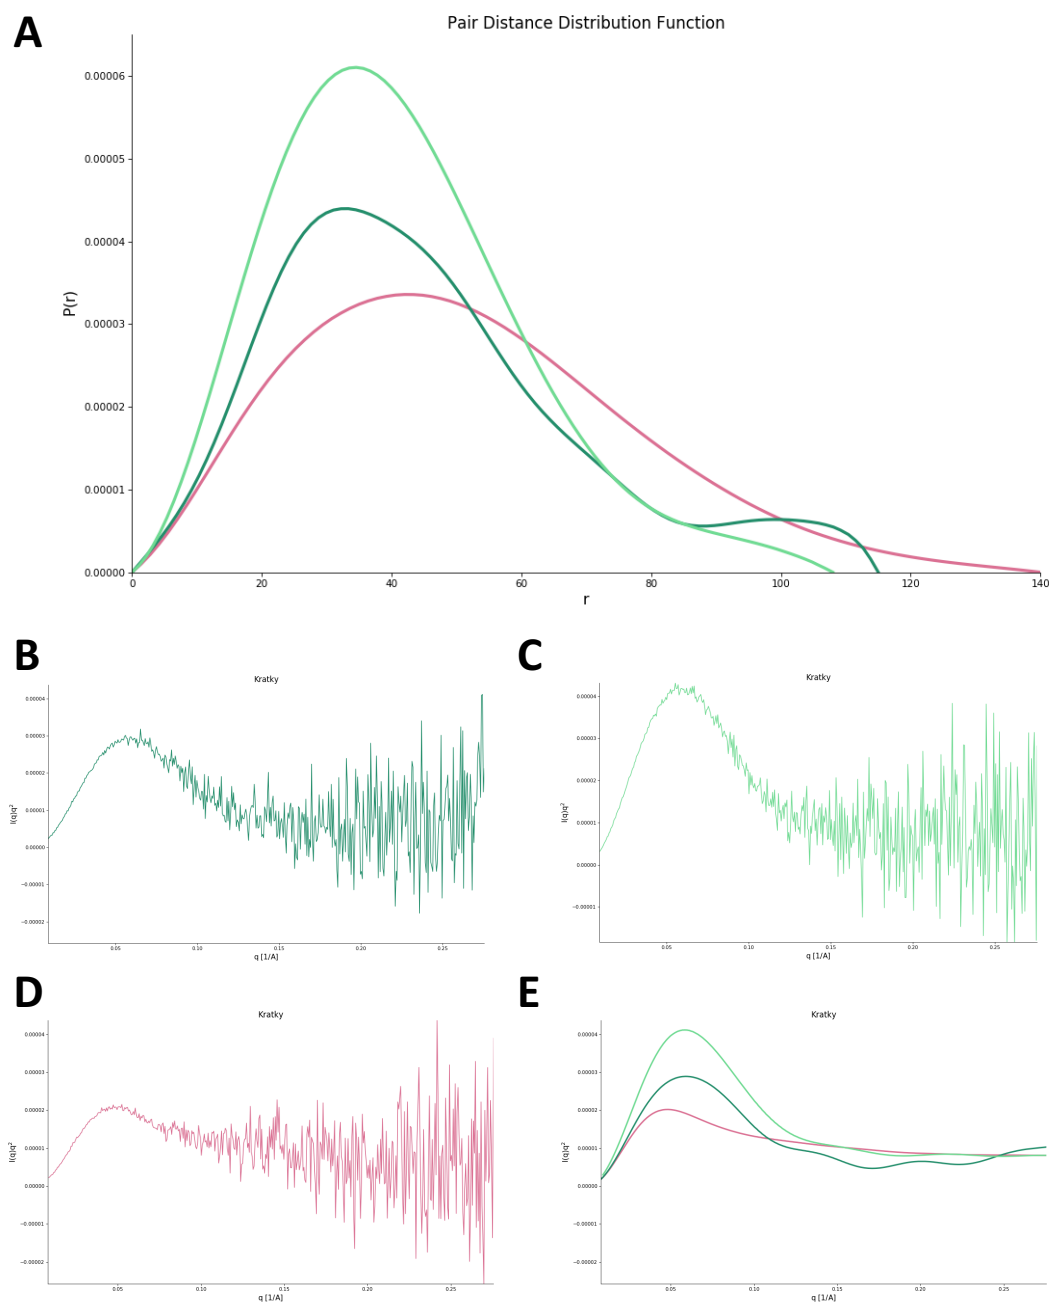 A
Pair Distance Distribution Function
P(r)
0.00006
0.00005
0.00004
0.00003
0.00002
0.00001
0.00000
0 20 40 60 80 100 120 140
r
B
Kratky
I(q)q²
0.00004
0.00003
0.00002
0.00001
0.00000
−0.00001
−0.00002
0.05 0.10 0.15 0.20 0.25
q [1/A]
C
Kratky
I(q)q²
0.00004
0.00003
0.00002
0.00001
0.00000
−0.00001
0.05 0.10 0.15 0.20 0.25
q [1/A]
D
Kratky
I(q)q²
0.00004
0.00003
0.00002
0.00001
0.00000
−0.00001
−0.00002
0.05 0.10 0.15 0.20 0.25
q [1/A]
E
Kratky
I(q)q²
0.00004
0.00003
0.00002
0.00001
0.00000
−0.00001
−0.00002
0.05 0.10 0.15 0.20 0.25
q [1/A]